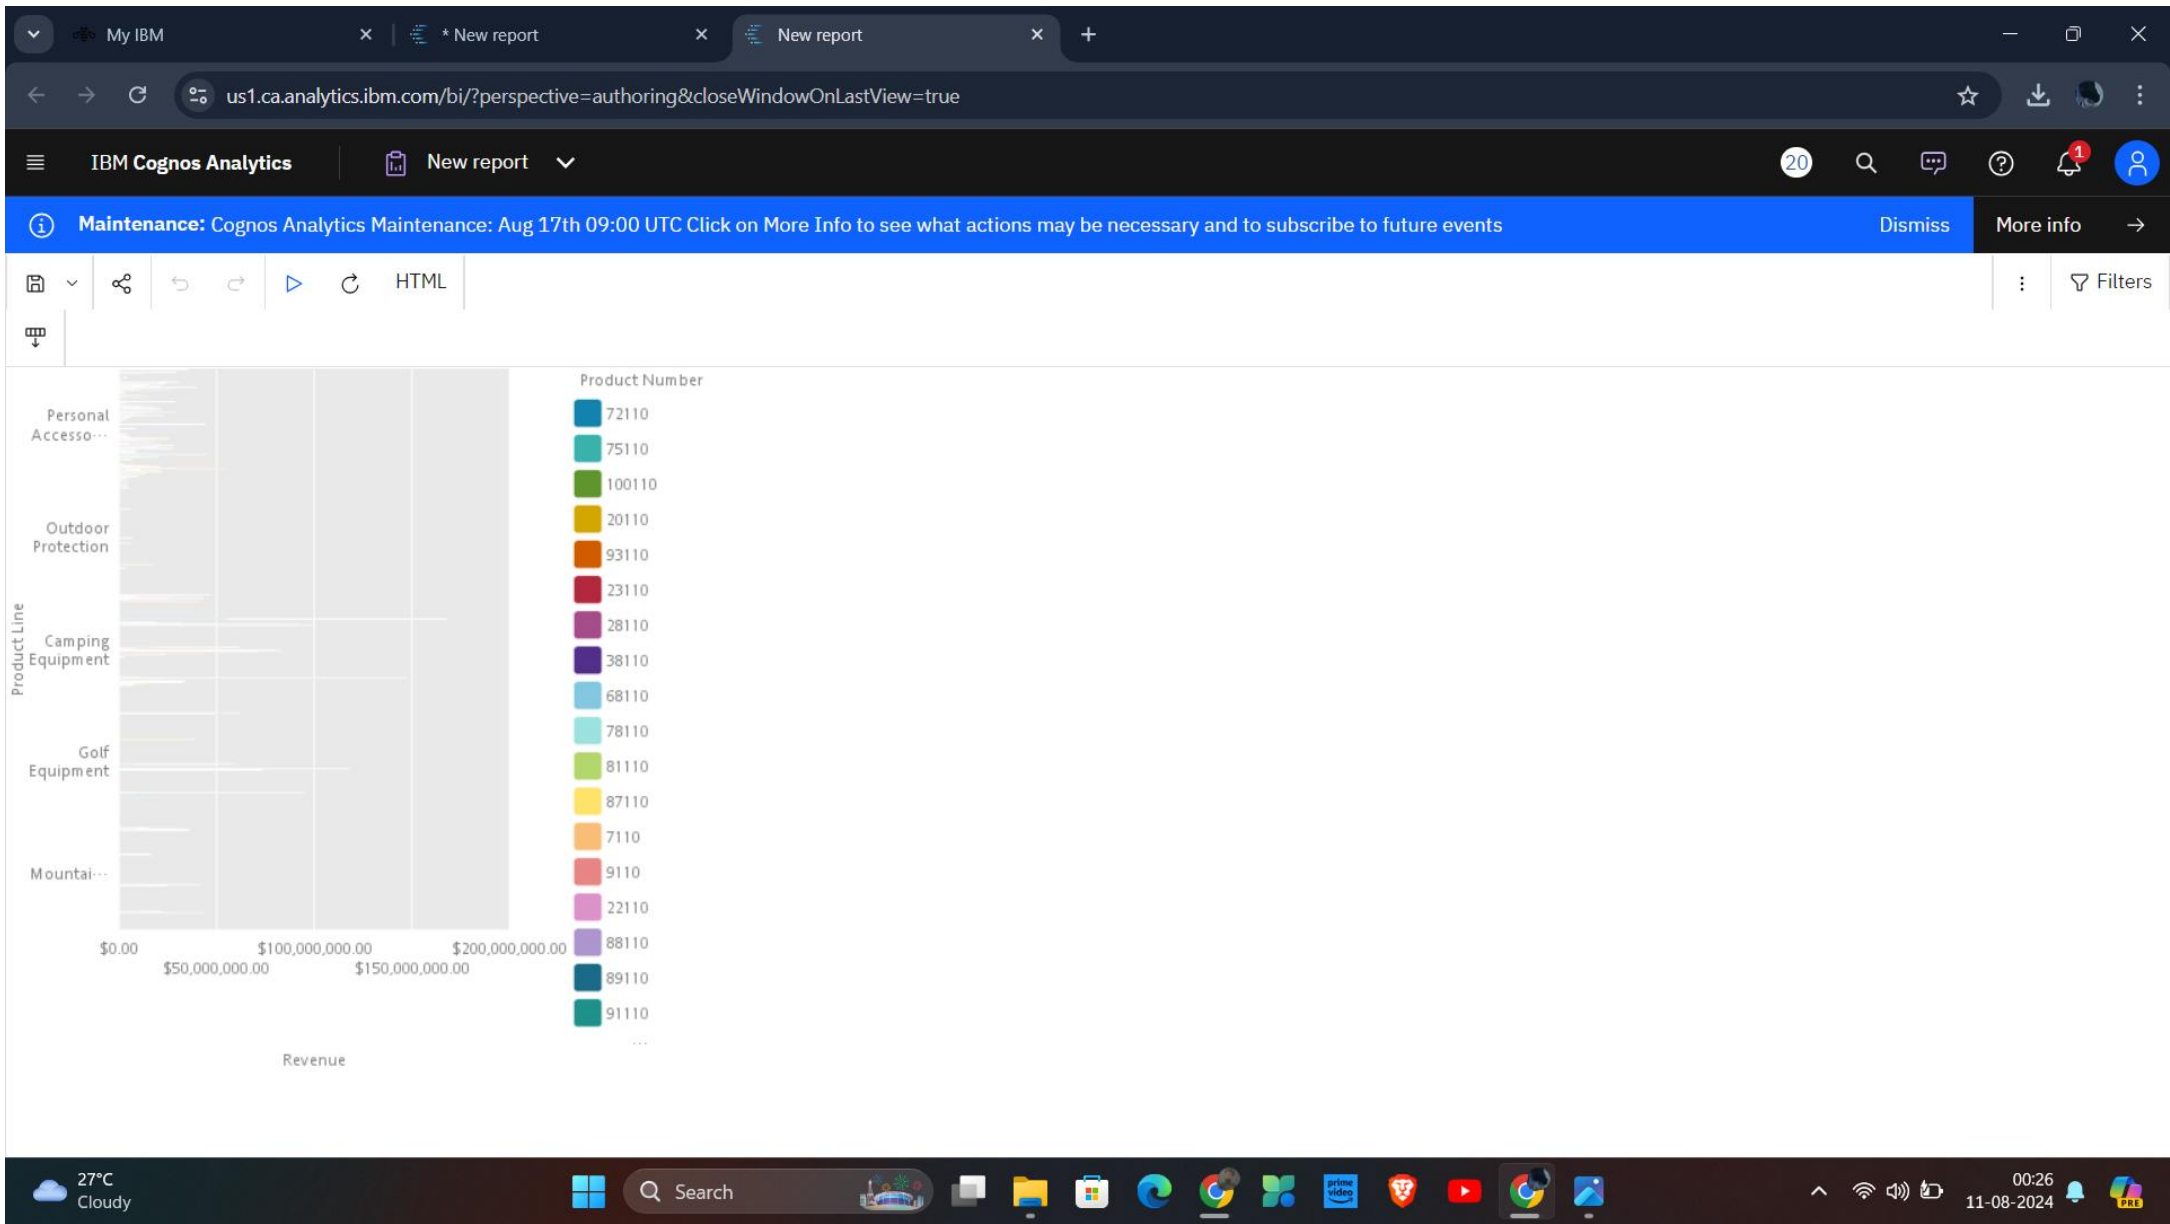 My IBM
* New report
New report
us1.ca.analytics.ibm.com/bi/?perspective=authoring&closeWindowOnLastView=true
IBM Cognos Analytics
New report
20
1
Maintenance: Cognos Analytics Maintenance: Aug 17th 09:00 UTC Click on More Info to see what actions may be necessary and to subscribe to future events
Dismiss
More info
HTML
Filters
Product Line
Personal
Accesso...
Outdoor
Protection
Camping
Equipment
Golf
Equipment
Mountai...
$0.00
$50,000,000.00
$100,000,000.00
$150,000,000.00
$200,000,000.00
Revenue
Product Number
72110
75110
100110
20110
93110
23110
28110
38110
68110
78110
81110
87110
7110
9110
22110
88110
89110
91110
...
27°C
Cloudy
Search
prime
video
00:26
11-08-2024
PRE